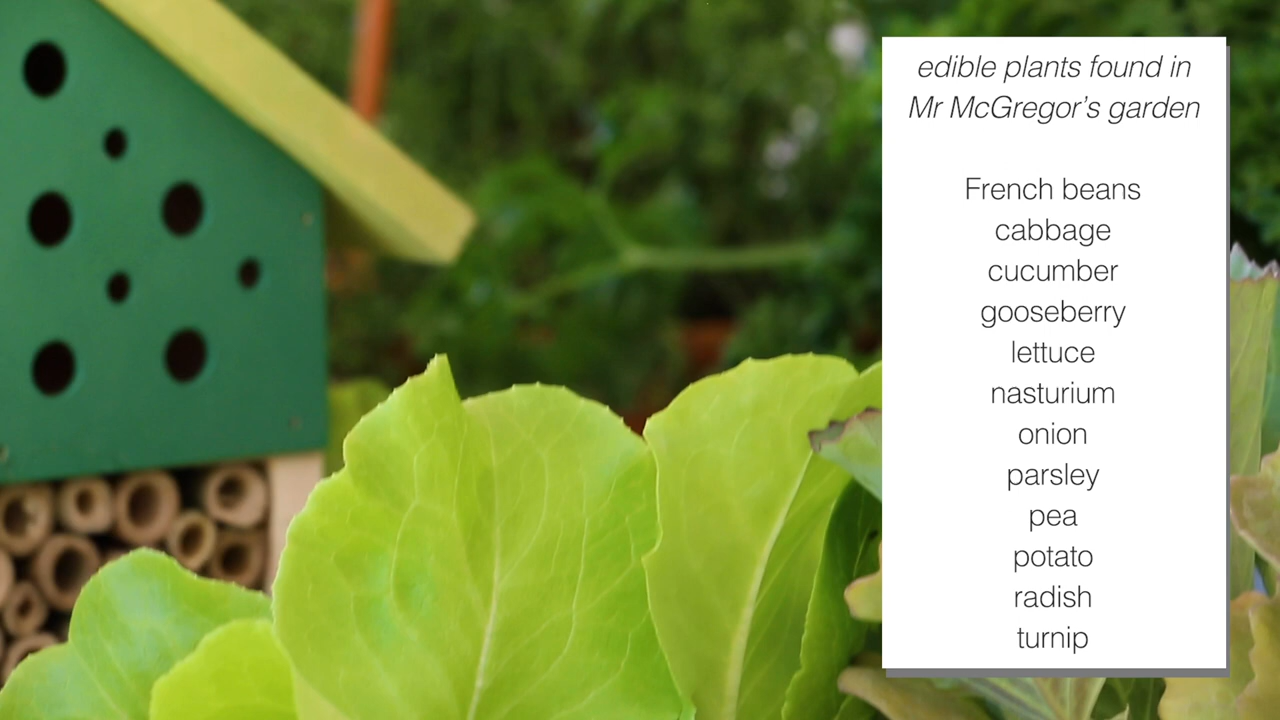 edible plants found in
Mr McGregor's garden
French beans
cabbage
cucumber
gooseberry
lettuce
nasturium
onion
parsley
pea
potato
radish
turnip